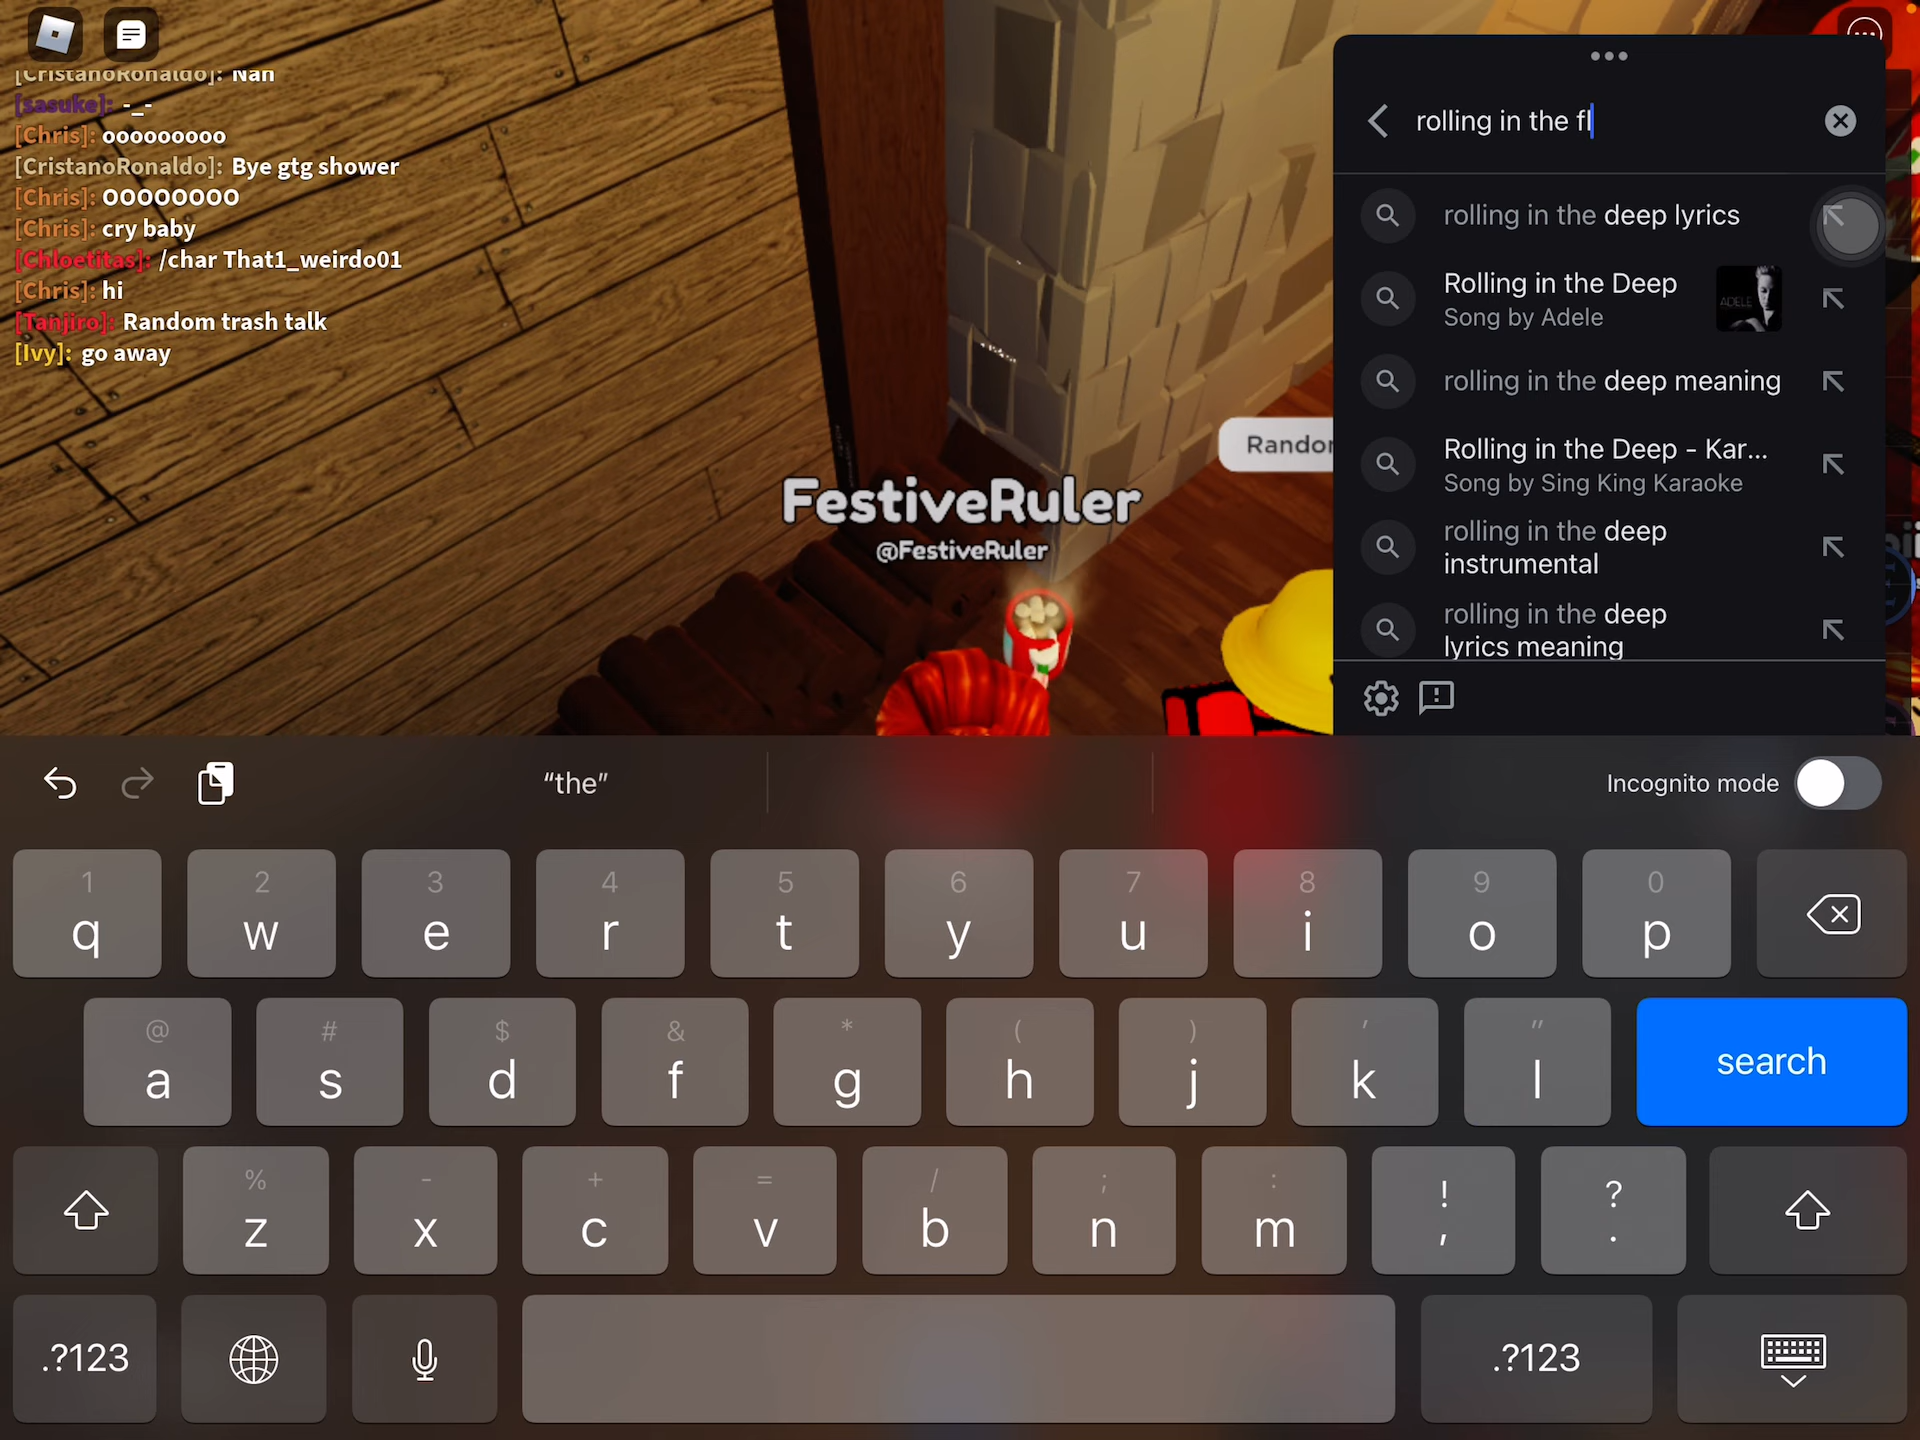 [CristanoRonaldo]: Nah
[sasuke]: -_-
[Chris]: ooooooooo
[CristanoRonaldo]: Bye gtg shower
[Chris]: OOOOOOOO
[Chris]: cry baby
[Chloetitas]: /char That1_weirdo01
[Chris]: hi
[Tanjiro]: Random trash talk
[Ivy]: go away
FestiveRuler
@FestiveRuler
rolling in the fl
rolling in the deep lyrics
Rolling in the Deep
Song by Adele
ADELE
rolling in the deep meaning
Rolling in the Deep - Kar...
Song by Sing King Karaoke
rolling in the deep
instrumental
rolling in the deep
lyrics meaning
“the”
Incognito mode
1 2 3 4 5 6 7 8 9 0
q w e r t y u i o p
@ # $ & * ( ) ' "
a s d f g h j k l search
% - + = / ; : ! ?
z x c v b n m , .
.?123 .?123